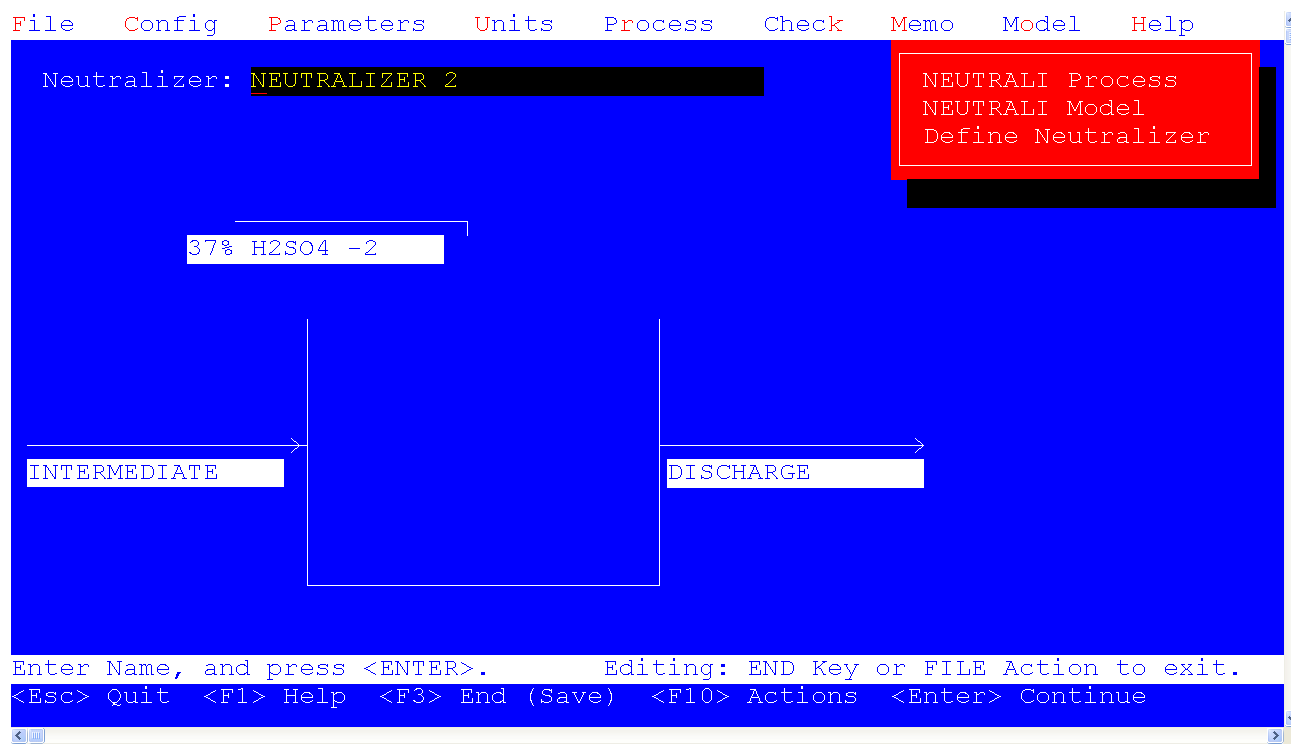 File Config Parameters Units Process Check Memo Model Help
Neutralizer: NEUTRALIZER 2
NEUTRALI Process
NEUTRALI Model
Define Neutralizer
37% H2SO4 -2
INTERMEDIATE
DISCHARGE
Enter Name, and press <ENTER>. Editing: END Key or FILE Action to exit.
<Esc> Quit <F1> Help <F3> End (Save) <F10> Actions <Enter> Continue